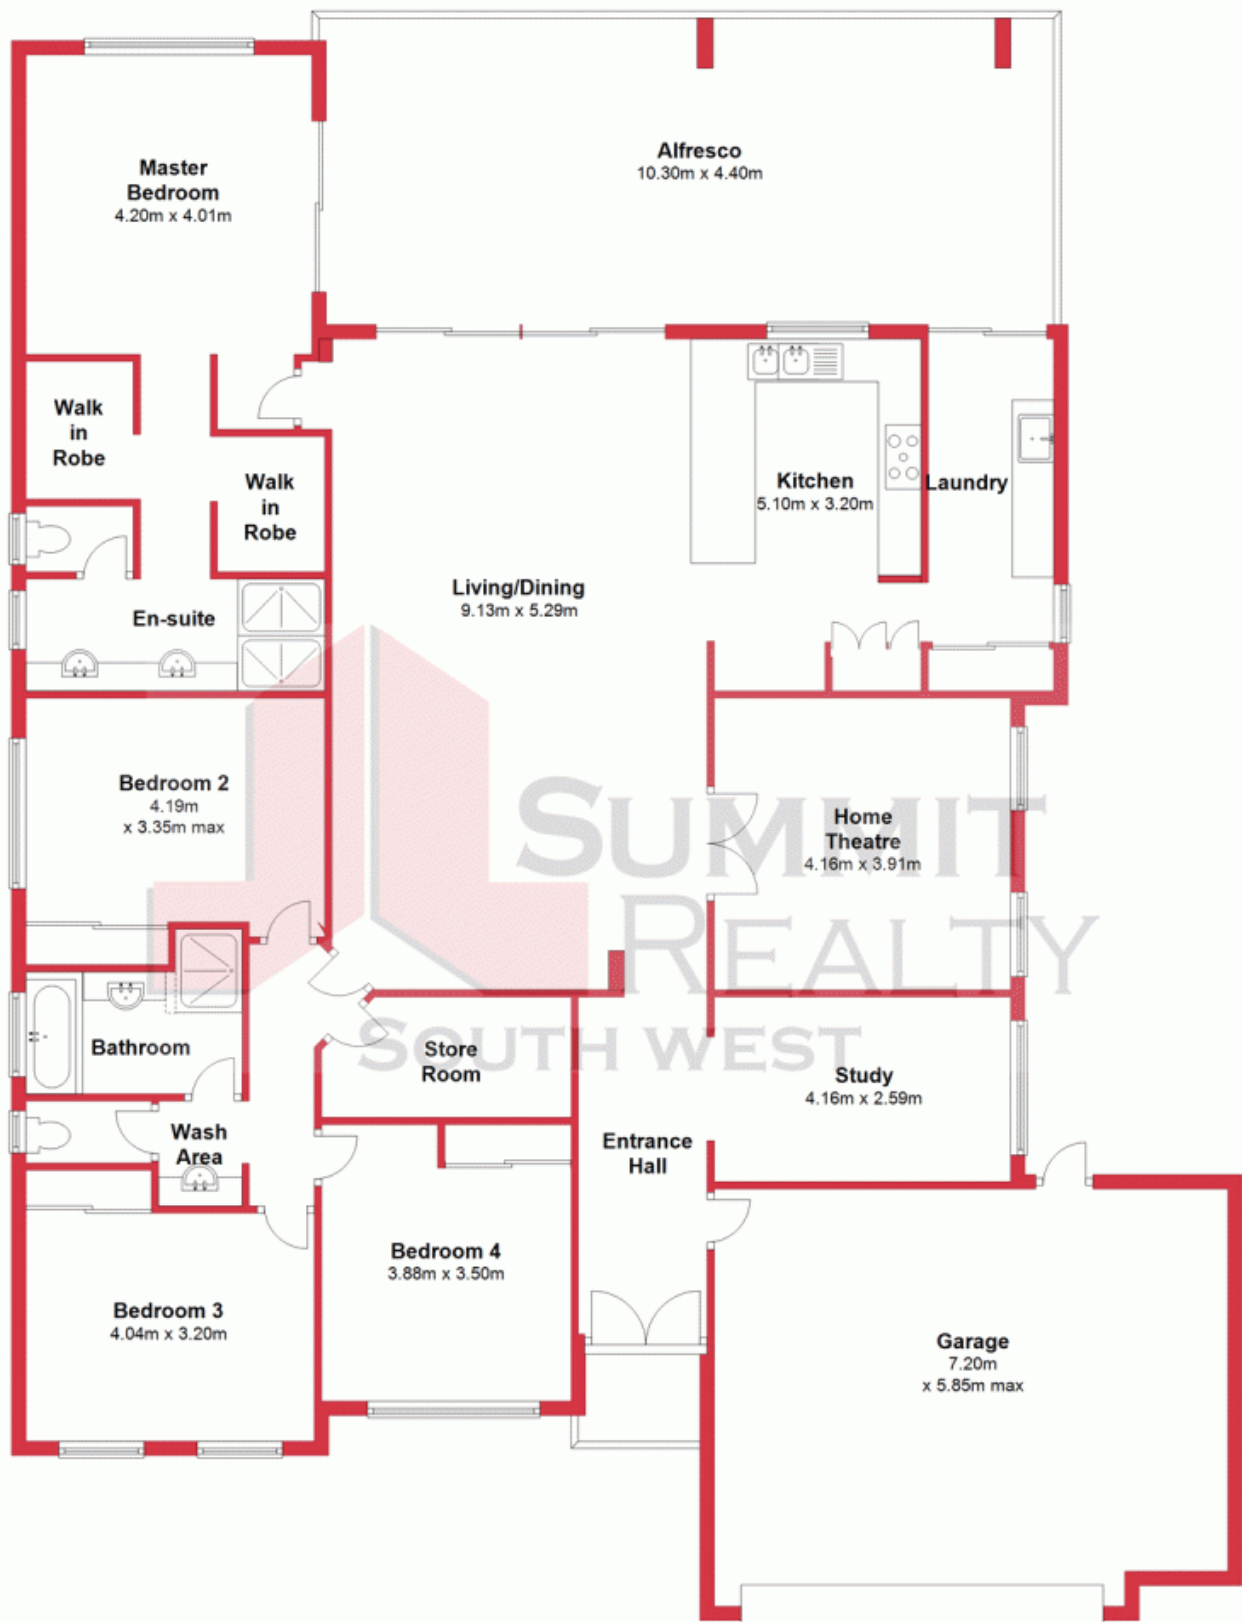 Master
Bedroom
4.20m x 4.01m
Alfresco
10.30m x 4.40m
Walk
in
Robe
Walk
in
Robe
Kitchen
5.10m x 3.20m
Laundry
En-suite
Living/Dining
9.13m x 5.29m
Bedroom 2
4.19m
x 3.35m max
Home
Theatre
4.16m x 3.91m
SUMMIT
REALTY
SOUTH WEST
Bathroom
Store
Room
Study
4.16m x 2.59m
Wash
Area
Entrance
Hall
Bedroom 4
3.88m x 3.50m
Bedroom 3
4.04m x 3.20m
Garage
7.20m
x 5.85m max